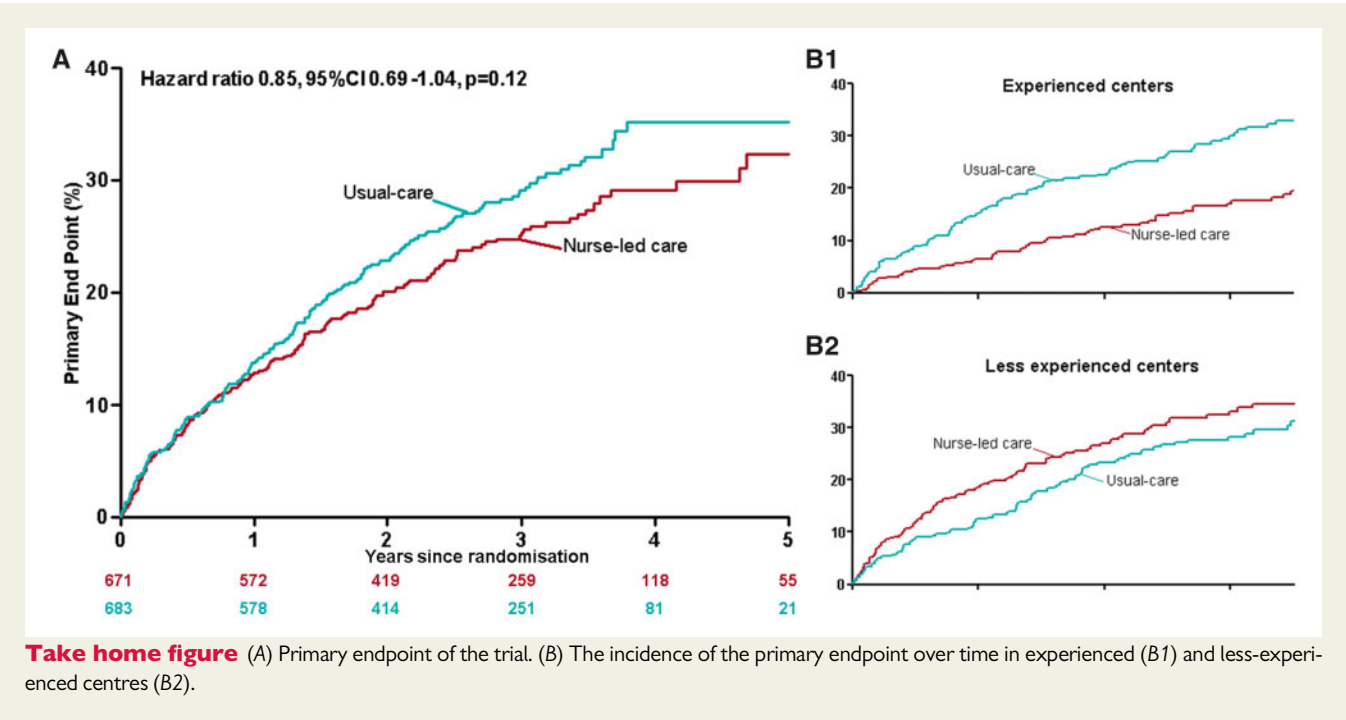 A
Hazard ratio 0.85, 95%CI 0.69 -1.04, p=0.12
Primary End Point (%)
40
30
20
10
0
Usual-care
Nurse-led care
0 1 2 3 4 5
Years since randomisation
671 572 419 259 118 55
683 578 414 251 81 21
B1
Experienced centers
40
30
20
10
0
Usual-care
Nurse-led care
B2
Less experienced centers
40
30
20
10
0
Nurse-led care
Usual-care
Take home figure (A) Primary endpoint of the trial. (B) The incidence of the primary endpoint over time in experienced (B1) and less-experi-
enced centres (B2).